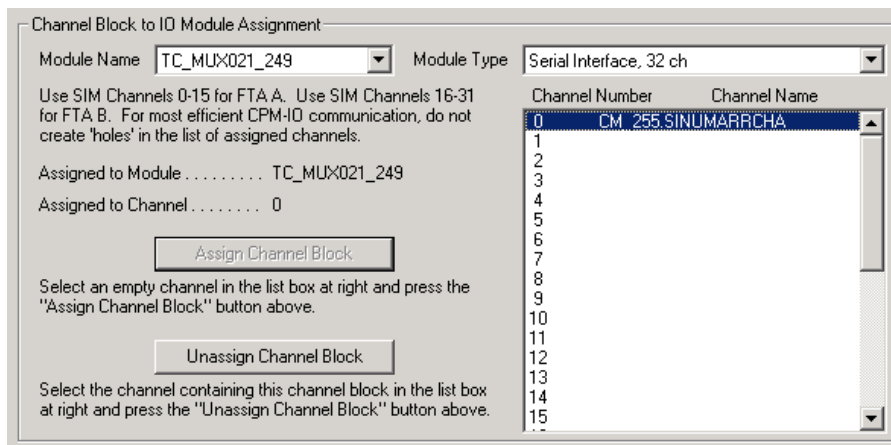 Channel Block to IO Module Assignment
Module Name TC_MUX021_249 Module Type Serial Interface, 32 ch
Use SIM Channels 0-15 for FTA A. Use SIM Channels 16-31
for FTA B. For most efficient CPM-IO communication, do not
create 'holes' in the list of assigned channels.
Assigned to Module . . . . . . . . . TC_MUX021_249
Assigned to Channel . . . . . . . . 0
Assign Channel Block
Select an empty channel in the list box at right and press the
"Assign Channel Block" button above.
Unassign Channel Block
Select the channel containing this channel block in the list box
at right and press the "Unassign Channel Block" button above.
Channel Number Channel Name
0 CM_255.SINUMARRCHA
1
2
3
4
5
6
7
8
9
10
11
12
13
14
15